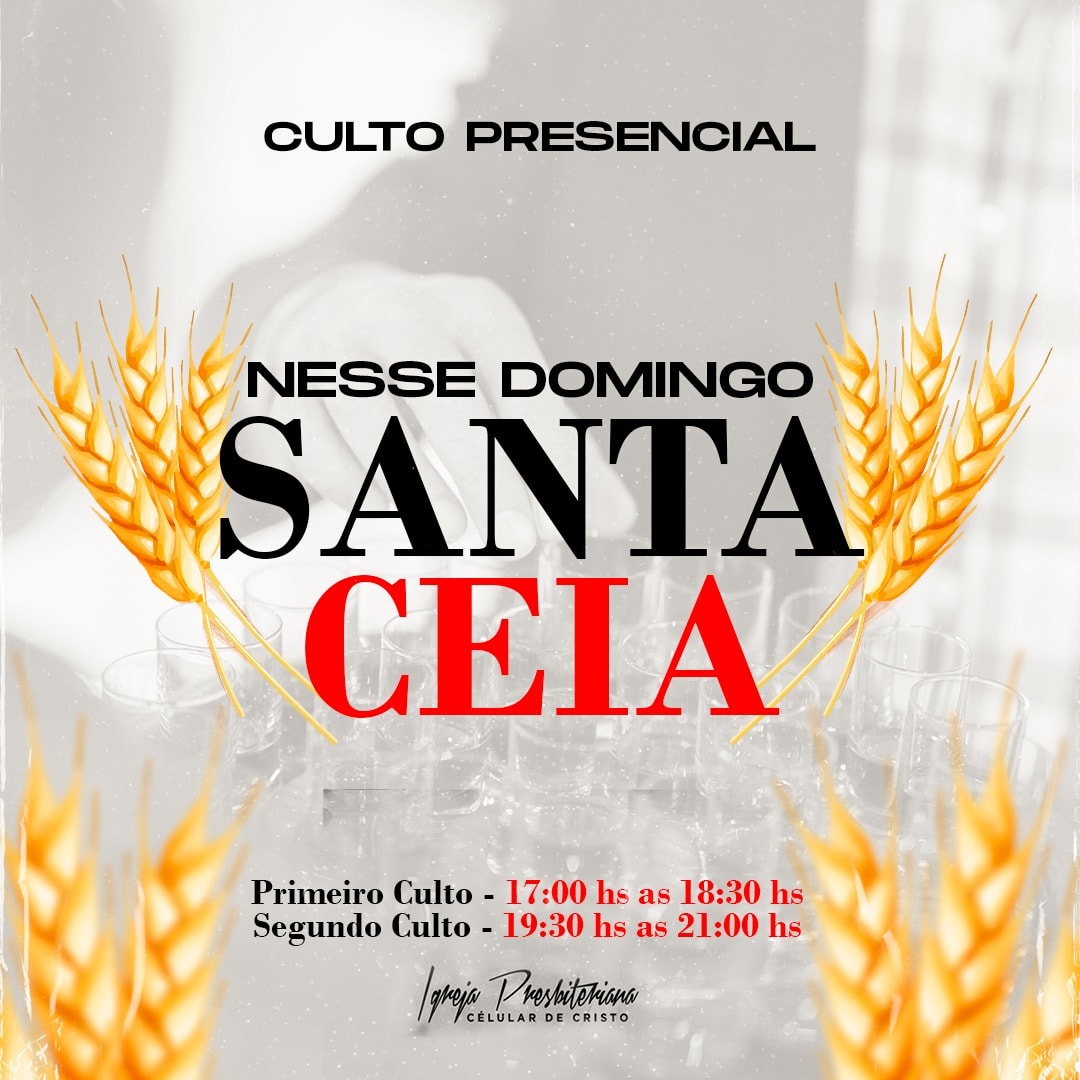 CULTO PRESENCIAL
NESSE DOMINGO
SANTA
CEIA
Primeiro Culto - 17:00 hs as 18:30 hs
Segundo Culto - 19:30 hs as 21:00 hs
Igreja Presbiteriana
CÉLULAR DE CRISTO